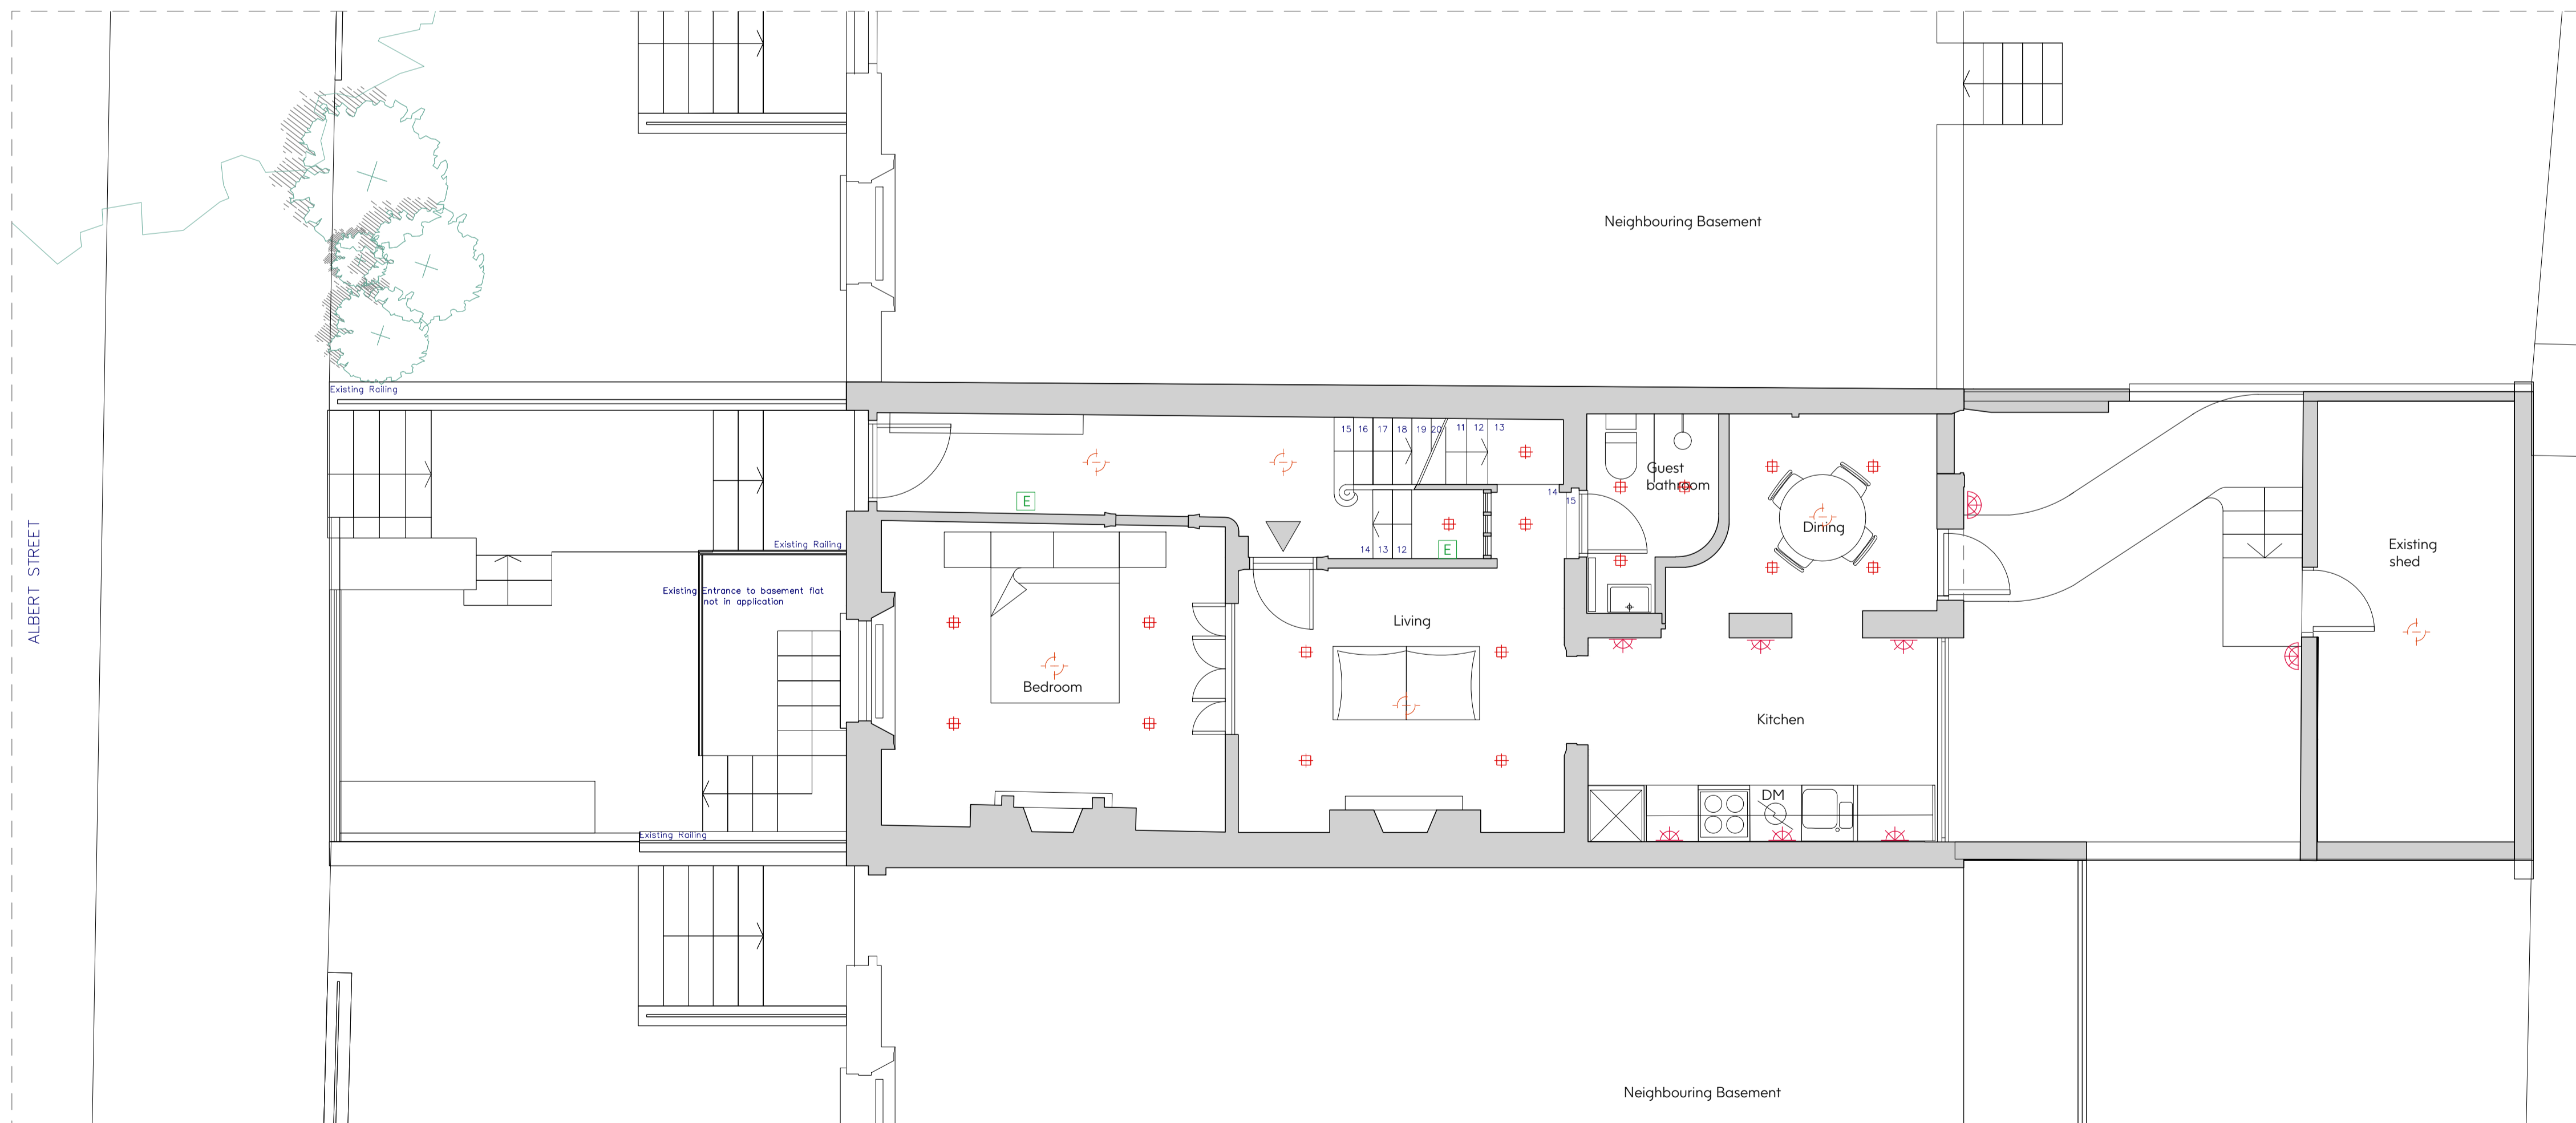 Neighbouring Basement
Existing Railing
15 16 17 18 19 20 11 12 13
Guest
bathroom
14
15
E
ALBERT STREET
Existing Railing
14 13 12
E
Dining
Existing
shed
Existing Entrance to basement flat
not in application
Living
Bedroom
Kitchen
DM
Existing Railing
Neighbouring Basement